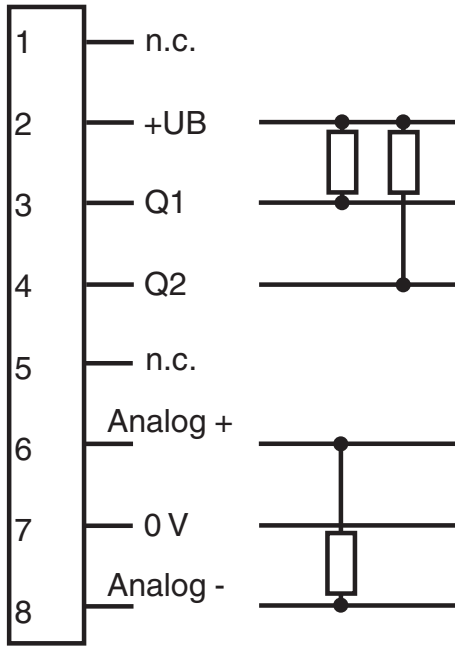 1 n.c.
2 +UB
3 Q1
4 Q2
5 n.c.
6 Analog +
7 0 V
8 Analog -